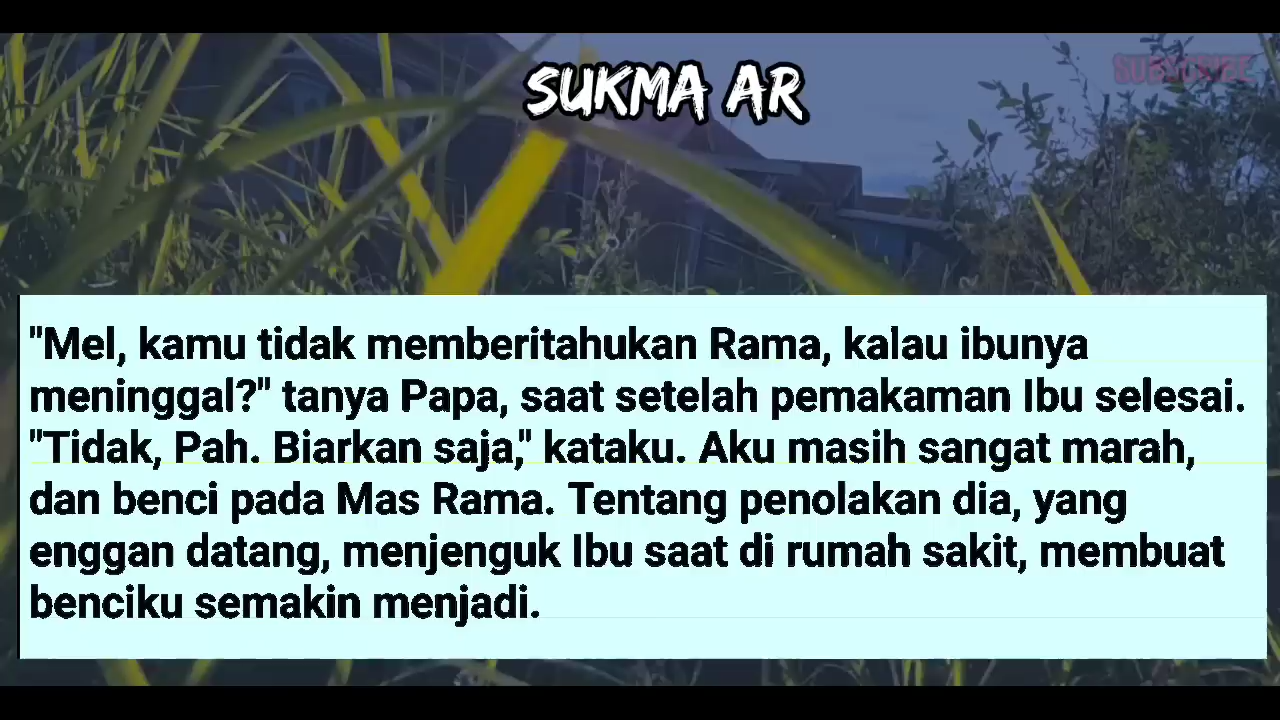 SUKMA AR
SUBSCRIBE
"Mel, kamu tidak memberitahukan Rama, kalau ibunya
meninggal?" tanya Papa, saat setelah pemakaman Ibu selesai.
"Tidak, Pah. Biarkan saja," kataku. Aku masih sangat marah,
dan benci pada Mas Rama. Tentang penolakan dia, yang
enggan datang, menjenguk Ibu saat di rumah sakit, membuat
benciku semakin menjadi.